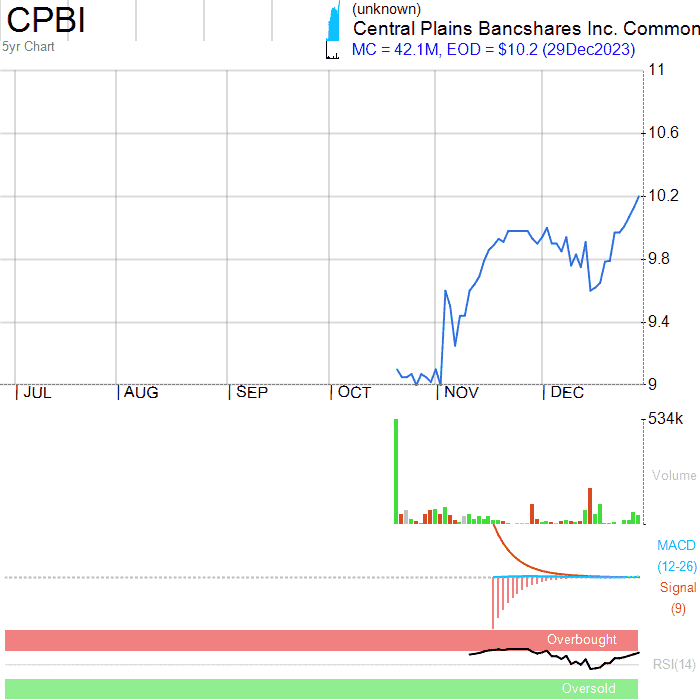 CPBI
(unknown)
Central Plains Bancshares Inc. Common
5yr Chart
MC = 42.1M, EOD = $10.2 (29Dec2023)
11
10.6
10.2
9.8
9.4
9
JUL AUG SEP OCT NOV DEC
534k
Volume
MACD
(12-26)
Signal
(9)
Overbought
RSI(14)
Oversold